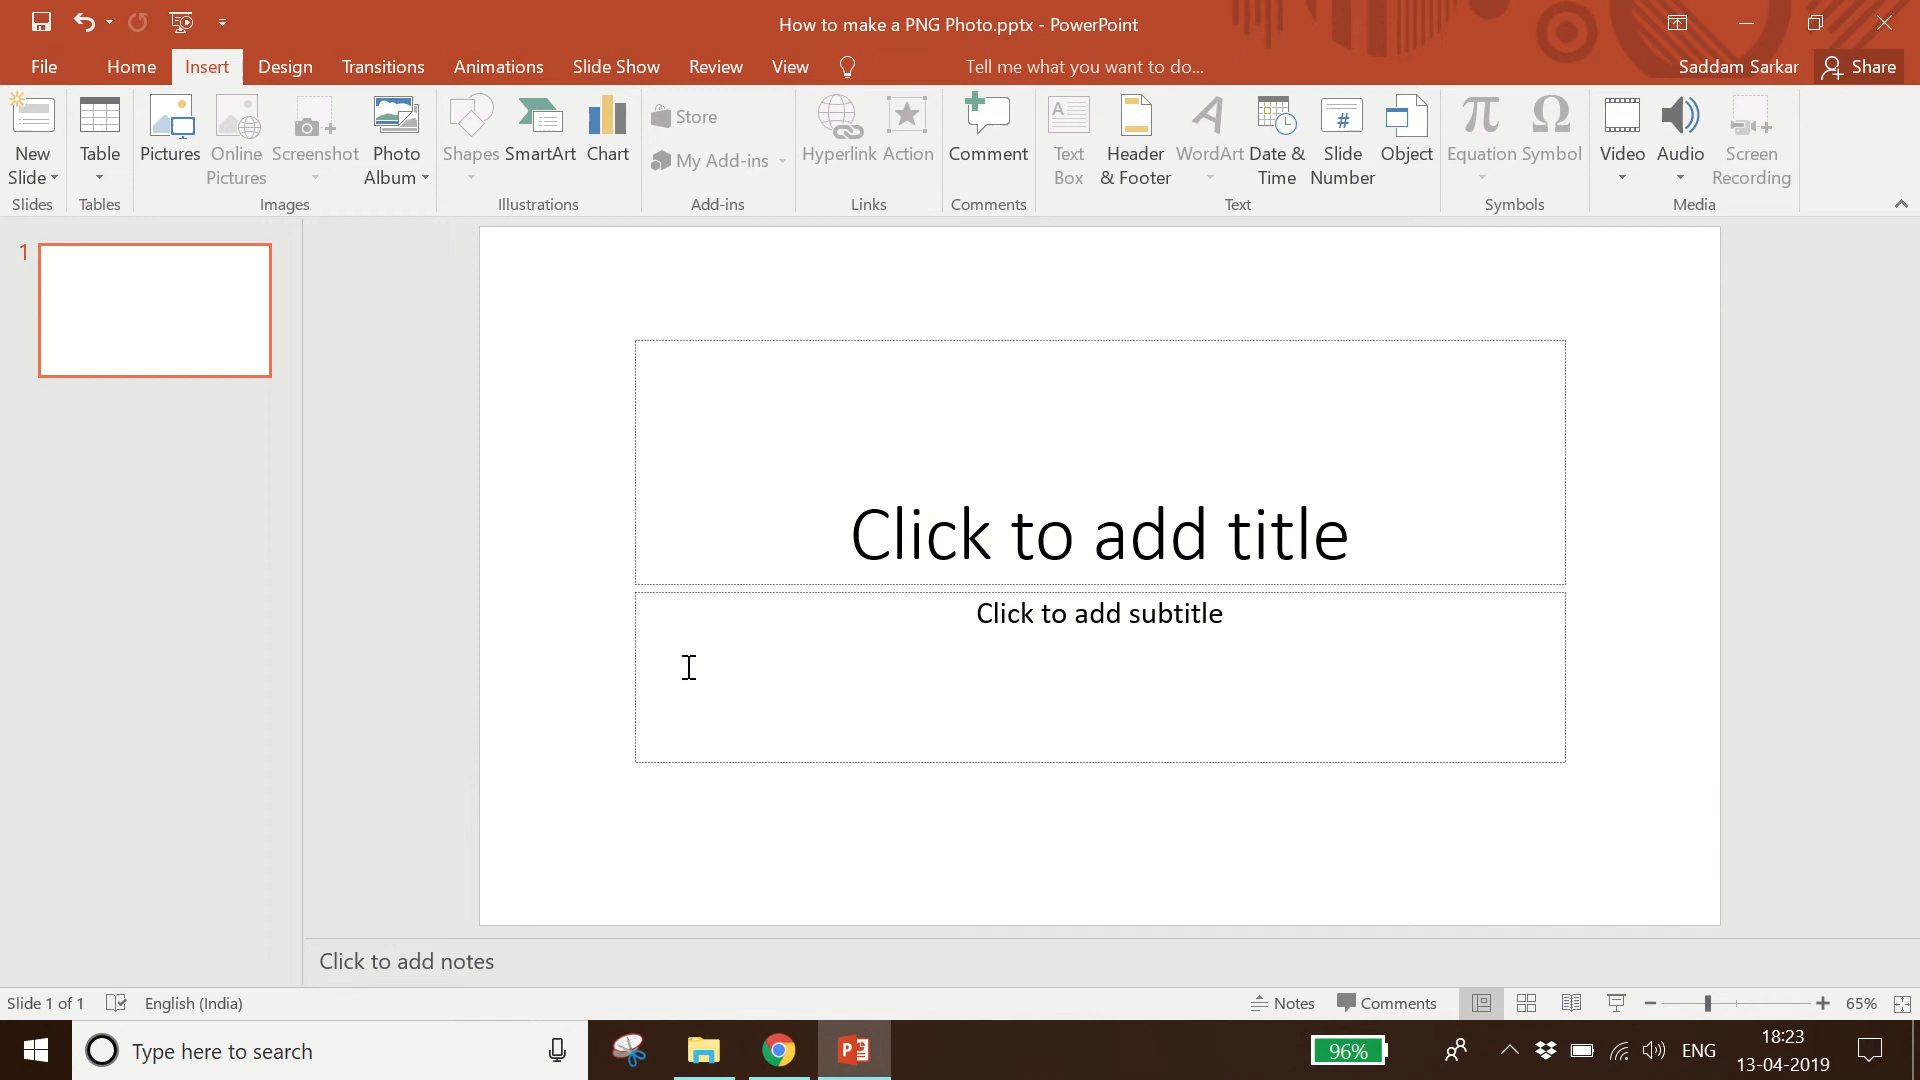 How to make a PNG Photo.pptx - PowerPoint
File Home Insert Design Transitions Animations Slide Show Review View Tell me what you want to do... Saddam Sarkar Share
New Slide
Table
Pictures
Online Pictures
Screenshot
Photo Album
Shapes
SmartArt
Chart
Store
My Add-ins
Hyperlink
Action
Comment
A
Text Box
Header & Footer
A
WordArt
Date & Time
#
Slide Number
Object
π
Equation
Ω
Symbol
Video
Audio
Screen Recording
Slides Tables Images Illustrations Add-ins Links Comments Text Symbols Media
1
Click to add title
Click to add subtitle
Click to add notes
Slide 1 of 1 English (India) Notes Comments 65%
Type here to search
P
96%
ENG
18:23
13-04-2019